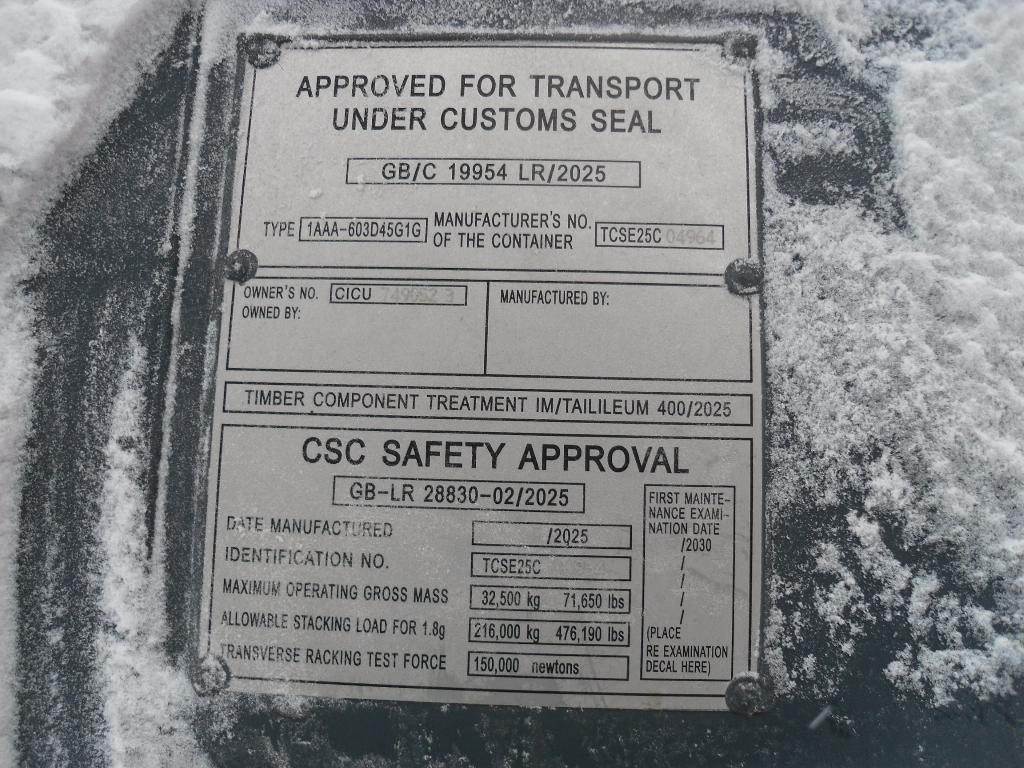 APPROVED FOR TRANSPORT
UNDER CUSTOMS SEAL
GB/C 19954 LR/2025
TYPE 1AAA-603D45G1G MANUFACTURER'S NO.
OF THE CONTAINER TCSE25C 04964
OWNER'S NO. CICU
OWNED BY:
MANUFACTURED BY:
TIMBER COMPONENT TREATMENT IM/TAILILEUM 400/2025
CSC SAFETY APPROVAL
GB-LR 28830-02/2025
DATE MANUFACTURED /2025
IDENTIFICATION NO. TCSE25C
MAXIMUM OPERATING GROSS MASS 32,500 kg 71,650 lbs
ALLOWABLE STACKING LOAD FOR 1.8g 216,000 kg 476,190 lbs
TRANSVERSE RACKING TEST FORCE 150,000 newtons
FIRST MAINTE-
NANCE EXAMI-
NATION DATE
/2030
/
/
/
/
(PLACE
RE EXAMINATION
DECAL HERE)